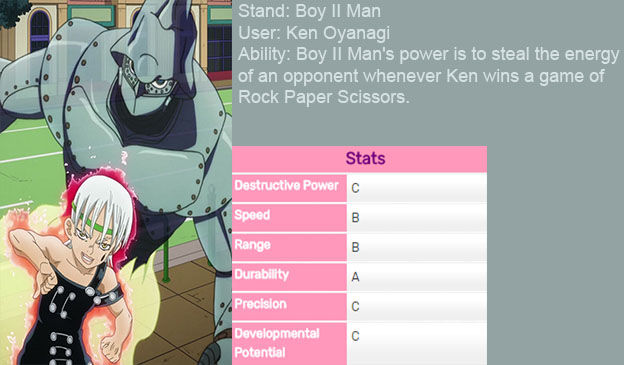 Stand: Boy II Man
User: Ken Oyanagi
Ability: Boy II Man's power is to steal the energy
of an opponent whenever Ken wins a game of
Rock Paper Scissors.
Stats
Destructive Power C
Speed B
Range B
Durability A
Precision C
Developmental
Potential C